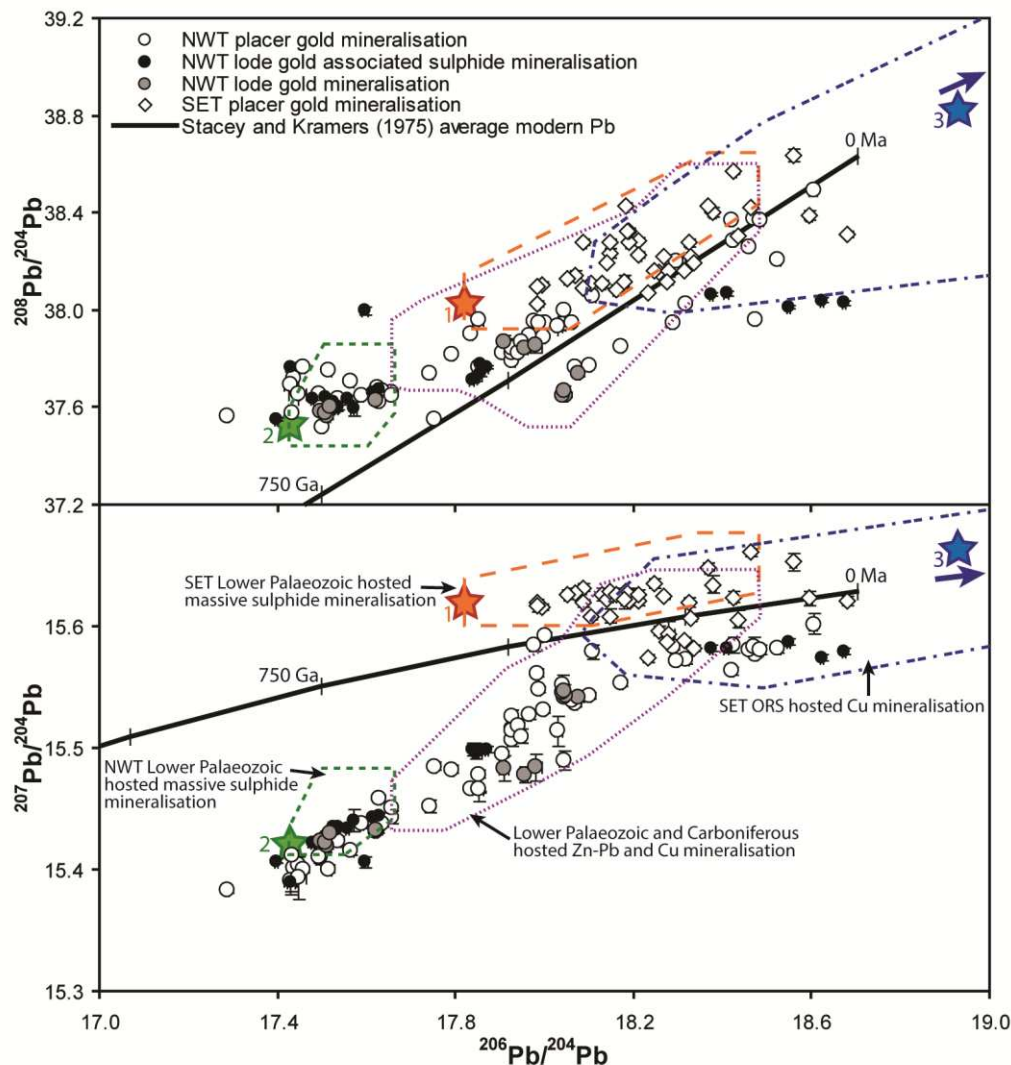 39.2
38.8
38.4
38.0
37.6
37.2
208Pb/204Pb
NWT placer gold mineralisation
NWT lode gold associated sulphide mineralisation
NWT lode gold mineralisation
SET placer gold mineralisation
Stacey and Kramers (1975) average modern Pb
3
0 Ma
1
2
750 Ga
15.6
15.5
15.4
15.3
207Pb/204Pb
SET Lower Palaeozoic hosted
massive sulphide mineralisation
1
3
0 Ma
750 Ga
SET ORS hosted Cu mineralisation
NWT Lower Palaeozoic
hosted massive sulphide
mineralisation
2
Lower Palaeozoic and Carboniferous
hosted Zn-Pb and Cu mineralisation
17.0
17.4
17.8
18.2
18.6
19.0
206Pb/204Pb